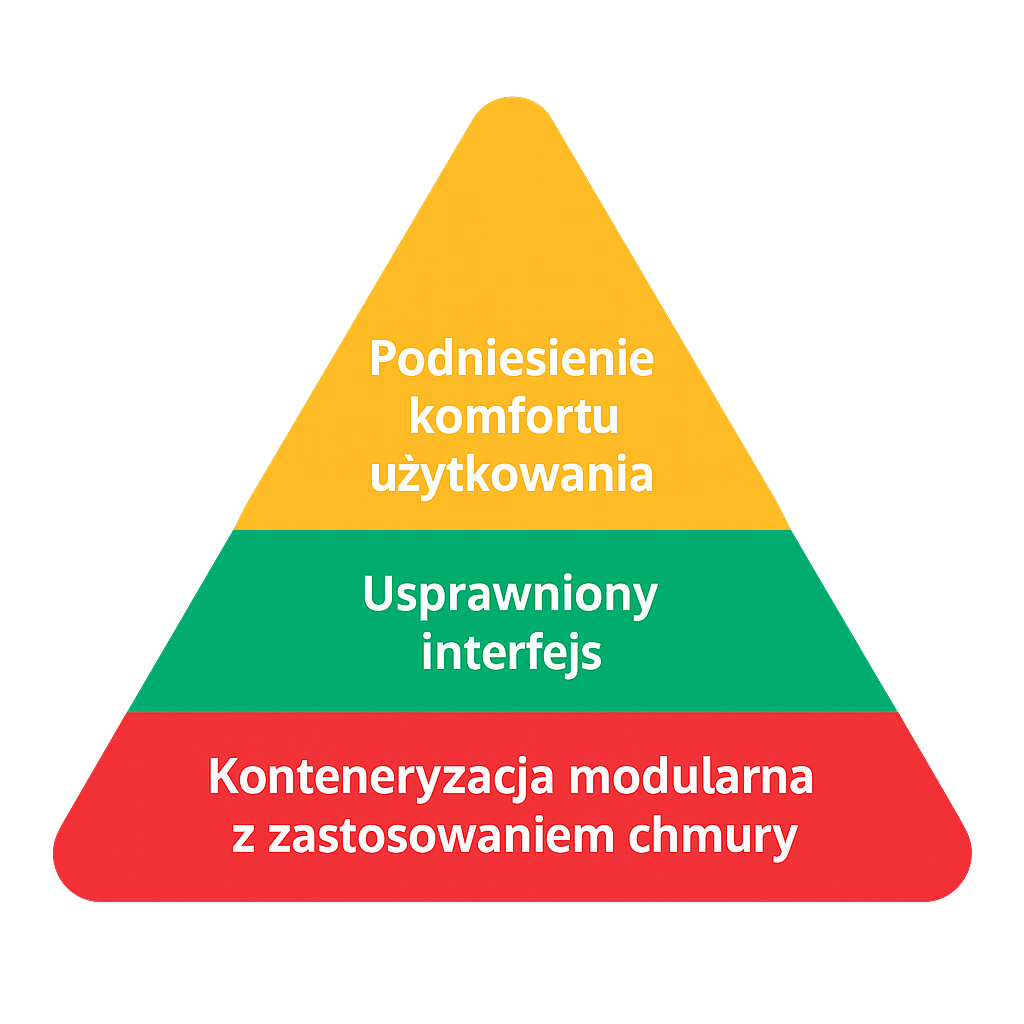 Podniesienie
komfortu
użytkowania
Usprawniony
interfejs
Konteneryzacja modularna
z zastosowaniem chmury